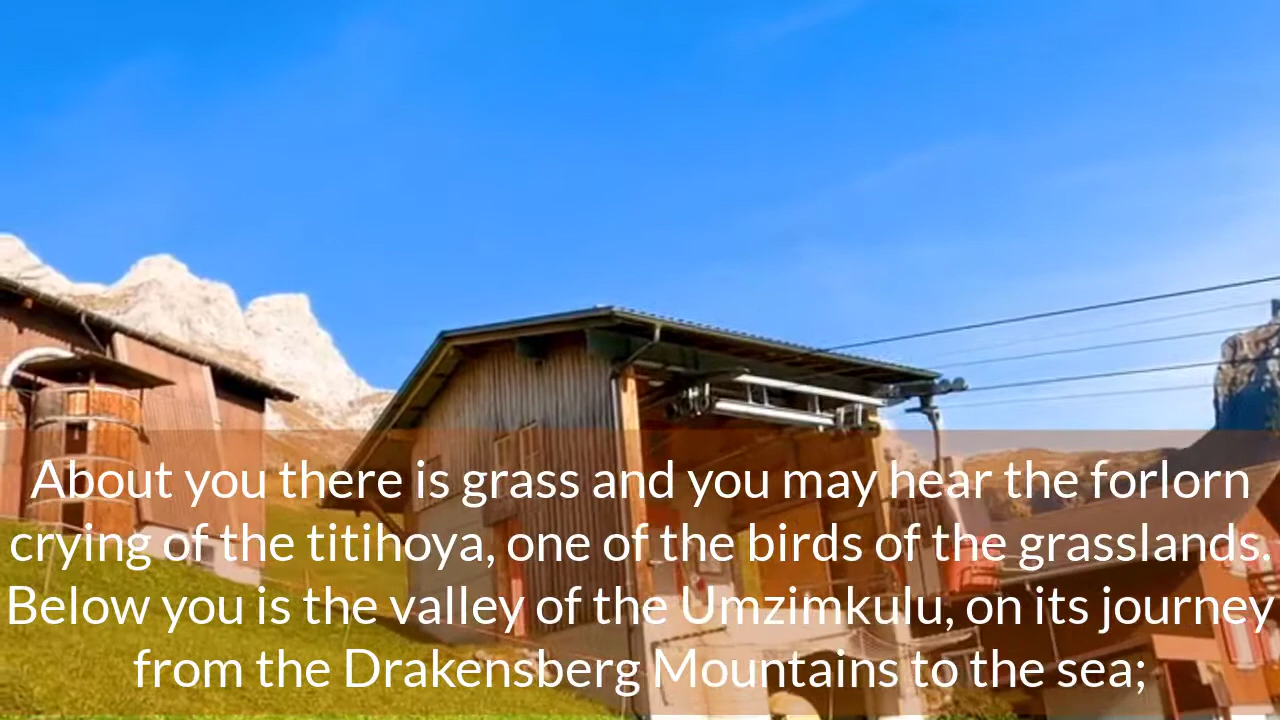 About you there is grass and you may hear the forlorn
crying of the titihoya, one of the birds of the grasslands.
Below you is the valley of the Umzimkulu, on its journey
from the Drakensberg Mountains to the sea;